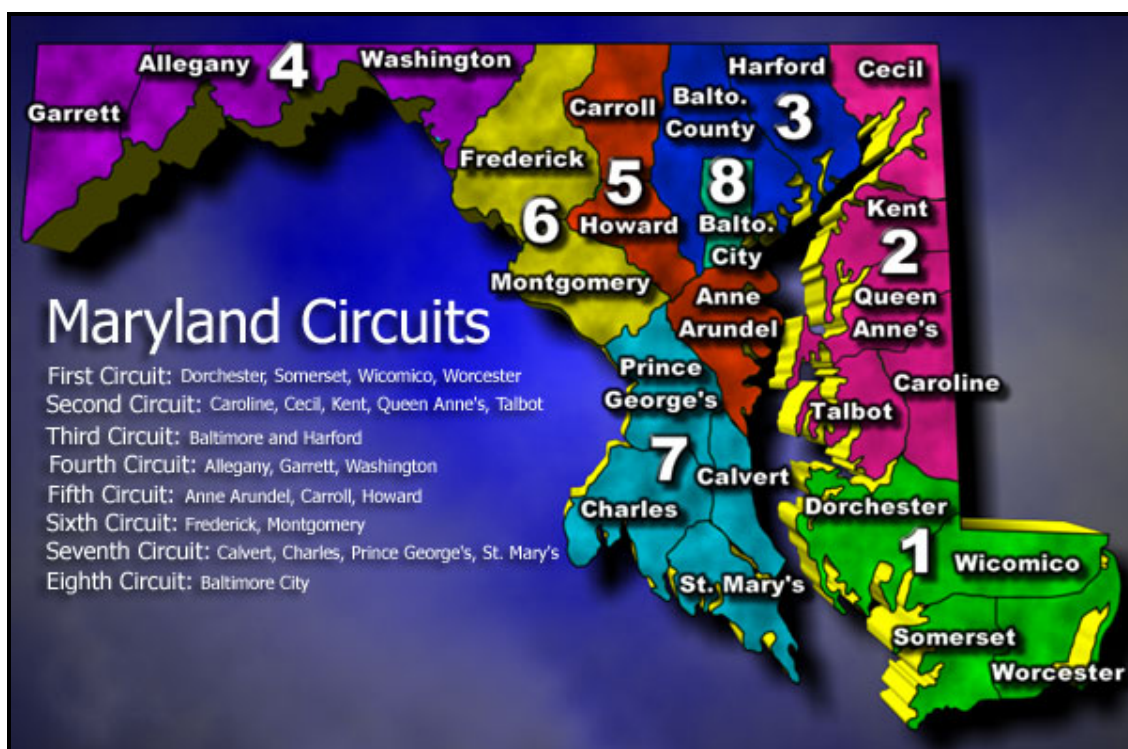 Allegany
4
Washington
Garrett
Harford
Cecil
Carroll
Balto.
County
3
Frederick
5
8
Kent
6
Howard
Balto.
City
2
Montgomery
Anne
Arundel
Queen
Anne's
Maryland Circuits
First Circuit: Dorchester, Somerset, Wicomico, Worcester
Second Circuit: Caroline, Cecil, Kent, Queen Anne's, Talbot
Third Circuit: Baltimore and Harford
Fourth Circuit: Allegany, Garrett, Washington
Fifth Circuit: Anne Arundel, Carroll, Howard
Sixth Circuit: Frederick, Montgomery
Seventh Circuit: Calvert, Charles, Prince George's, St. Mary's
Eighth Circuit: Baltimore City
Prince
George's
Caroline
Talbot
7
Calvert
Charles
Dorchester
1
Wicomico
St. Mary's
Somerset
Worcester